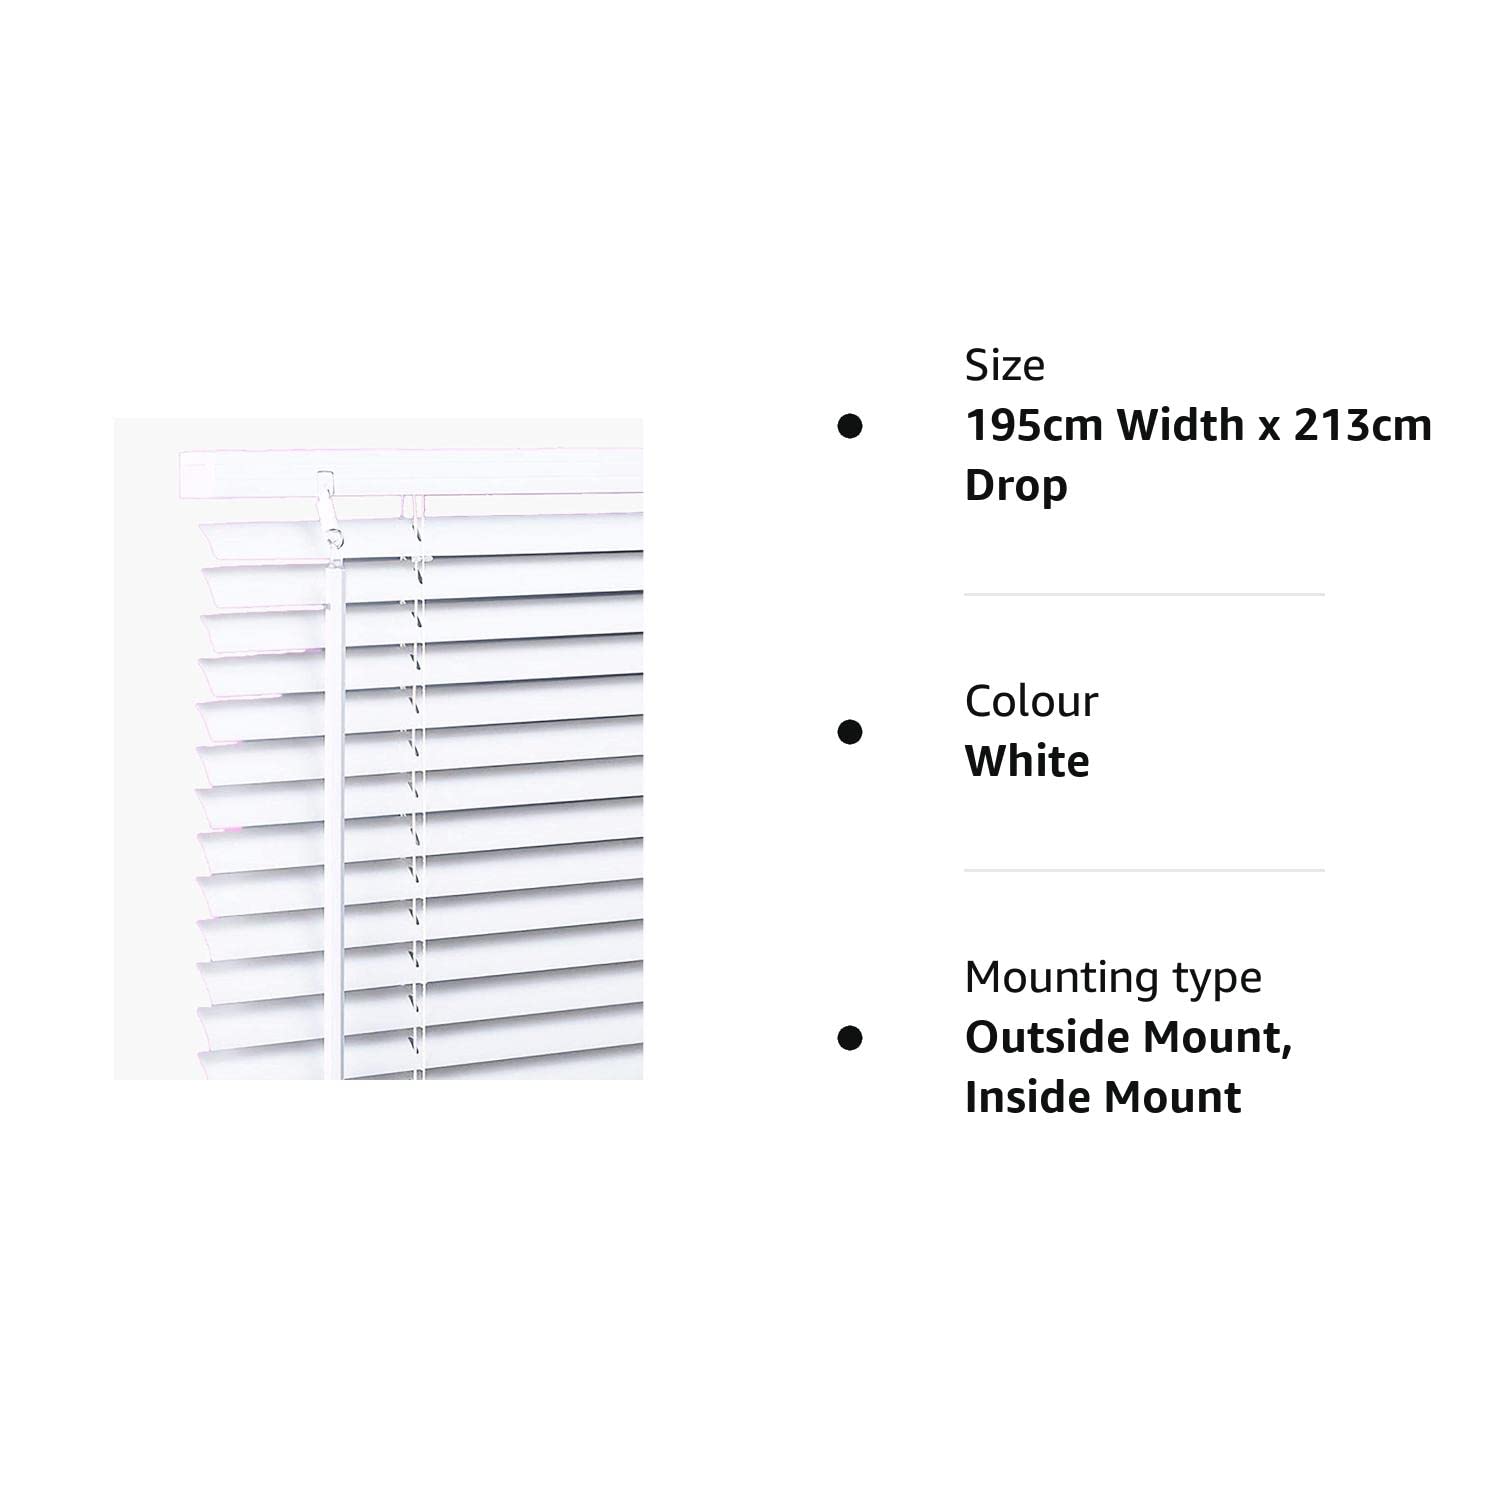 Size
195cm Width x 213cm
Drop
Colour
White
Mounting type
Outside Mount,
Inside Mount